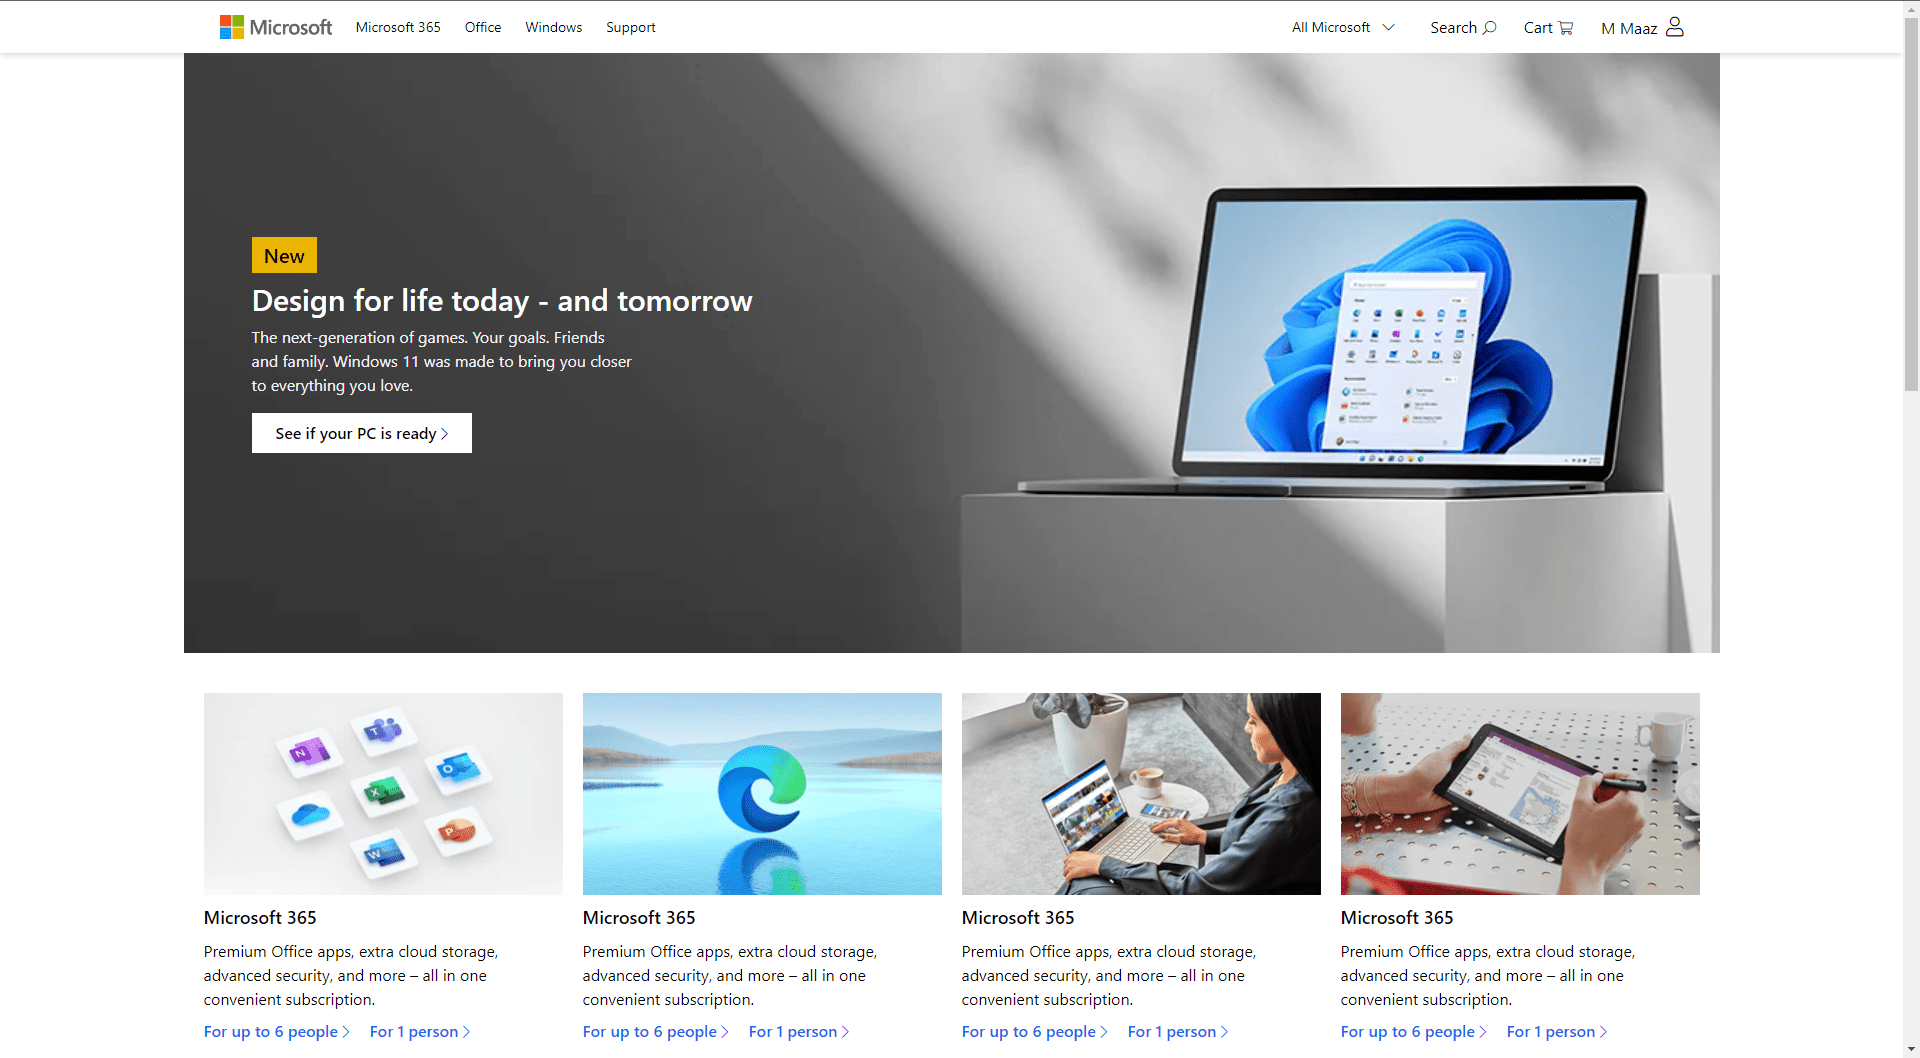 Microsoft Microsoft 365 Office Windows Support All Microsoft Search Cart M Maaz
New
Design for life today - and tomorrow
The next-generation of games. Your goals. Friends
and family. Windows 11 was made to bring you closer
to everything you love.
See if your PC is ready
Microsoft 365
Premium Office apps, extra cloud storage,
advanced security, and more – all in one
convenient subscription.
For up to 6 people For 1 person
Microsoft 365
Premium Office apps, extra cloud storage,
advanced security, and more – all in one
convenient subscription.
For up to 6 people For 1 person
Microsoft 365
Premium Office apps, extra cloud storage,
advanced security, and more – all in one
convenient subscription.
For up to 6 people For 1 person
Microsoft 365
Premium Office apps, extra cloud storage,
advanced security, and more – all in one
convenient subscription.
For up to 6 people For 1 person